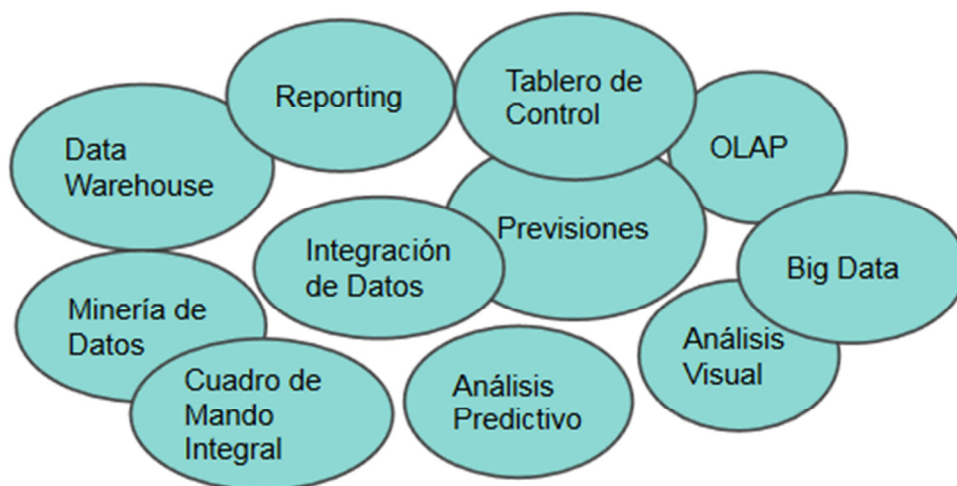 Reporting
Tablero de
Control
Data
Warehouse
OLAP
Integración
de Datos
Previsiones
Big Data
Minería de
Datos
Análisis
Visual
Cuadro de
Mando
Integral
Análisis
Predictivo